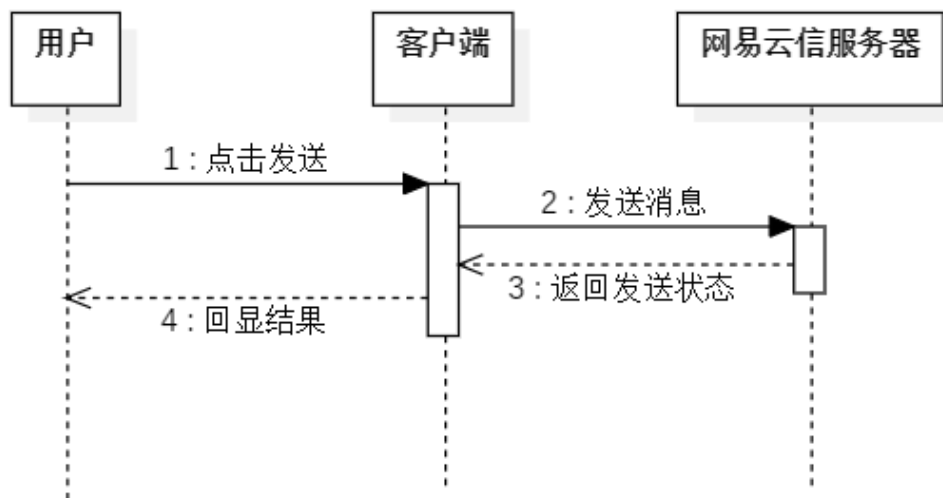 用户
客户端
网易云信服务器
1 : 点击发送
2 : 发送消息
3 : 返回发送状态
4 : 回显结果